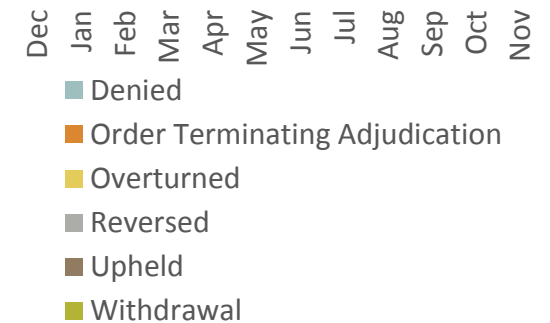 Dec Jan Feb Mar Apr May Jun Jul Aug Sep Oct Nov
Denied
Order Terminating Adjudication
Overturned
Reversed
Upheld
Withdrawal